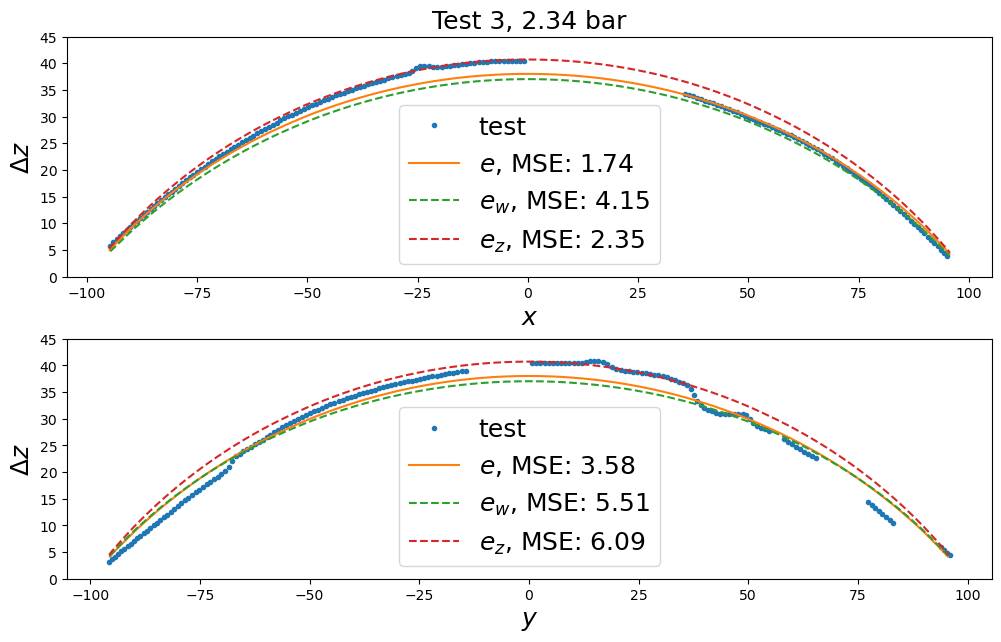 Test 3, 2.34 bar
45
40
35
30
25
20
15
10
5
0
Δz
test
e, MSE: 1.74
e_w, MSE: 4.15
e_z, MSE: 2.35
−100 −75 −50 −25 0 25 50 75 100
x
45
40
35
30
25
20
15
10
5
0
Δz
test
e, MSE: 3.58
e_w, MSE: 5.51
e_z, MSE: 6.09
−100 −75 −50 −25 0 25 50 75 100
y